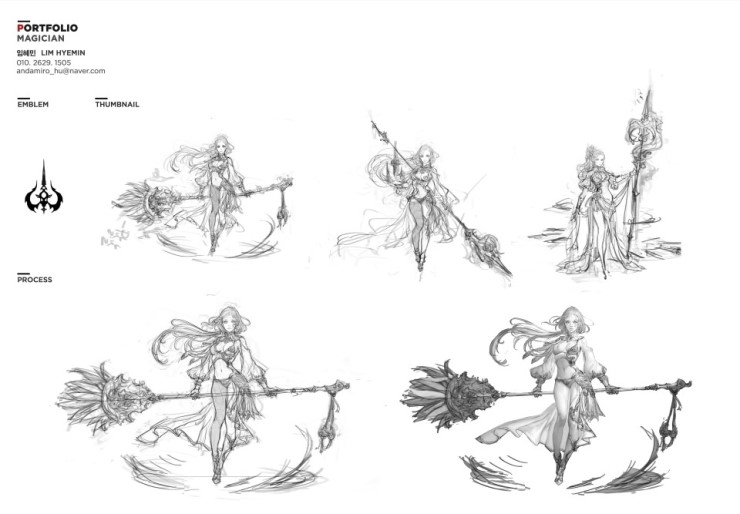 PORTFOLIO
MAGICIAN
임혜민 LIM HYEMIN
010. 2629. 1505
andamiro_hu@naver.com
EMBLEM
THUMBNAIL
PROCESS